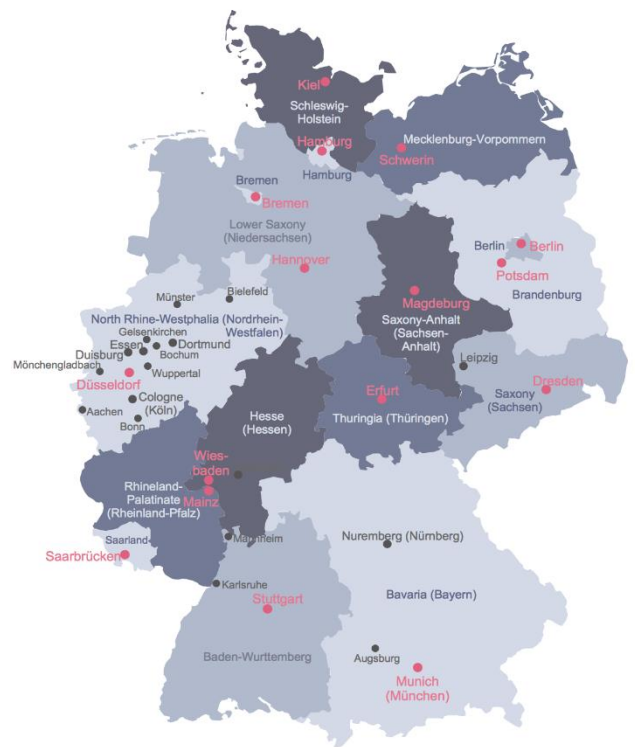 Kiel
Schleswig-
Holstein
Mecklenburg-Vorpommern
Hamburg
Schwerin
Hamburg
Bremen
Bremen
Lower Saxony
(Niedersachsen)
Berlin
Berlin
Hannover
Potsdam
Brandenburg
Magdeburg
Bielefeld
Münster
North Rhine-Westphalia (Nordrhein-
Westfalen)
Saxony-Anhalt
(Sachsen-
Anhalt)
Gelsenkirchen
Essen
Dortmund
Duisburg
Bochum
Leipzig
Mönchengladbach
Wuppertal
Düsseldorf
Erfurt
Dresden
Saxony
(Sachsen)
Cologne
(Köln)
Aachen
Bonn
Hesse
(Hessen)
Thuringia (Thüringen)
Wies-
baden
Rhineland-
Palatinate
(Rheinland-Pfalz)
Mainz
Mannheim
Nuremberg (Nürnberg)
Saarland
Saarbrücken
Karlsruhe
Stuttgart
Bavaria (Bayern)
Baden-Wurttemberg
Augsburg
Munich
(München)